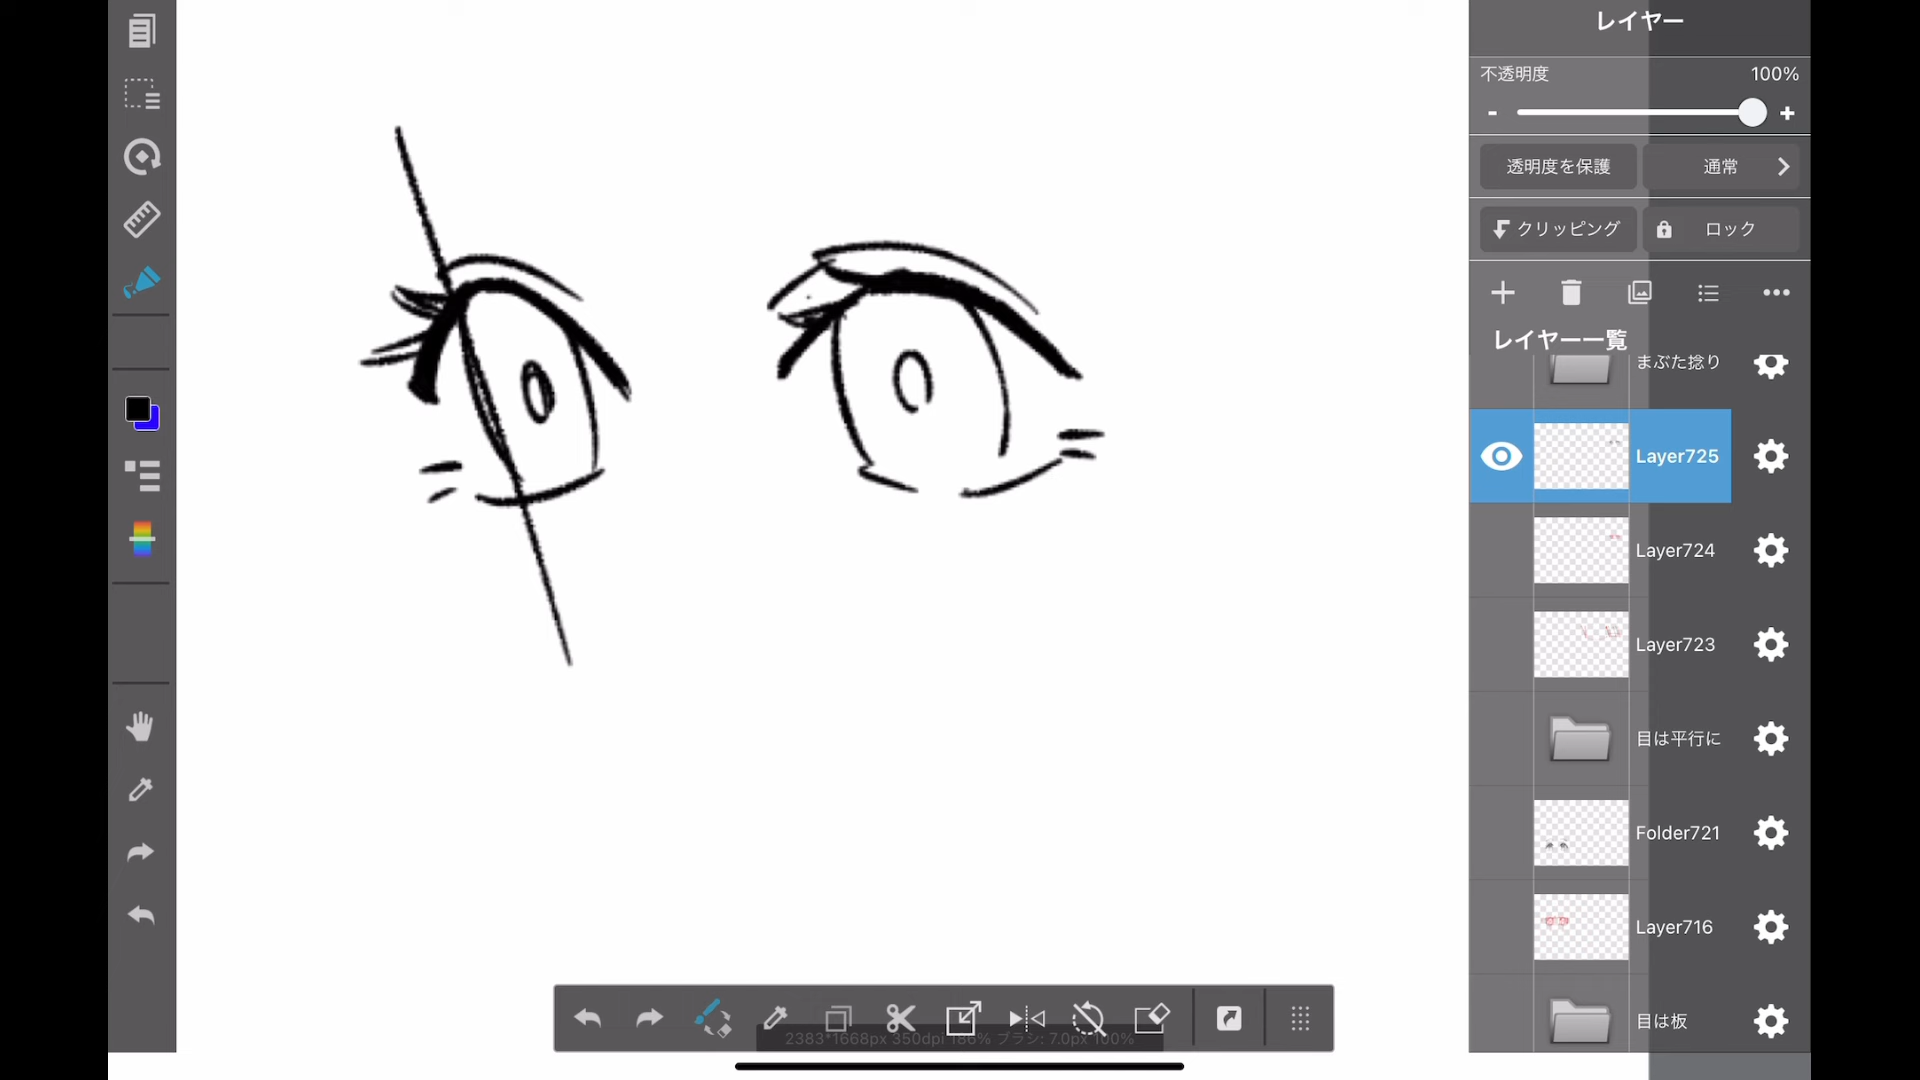 レイヤー
不透明度 100%
- +
透明度を保護 通常
クリッピング ロック
レイヤー一覧
まぶた捻り
Layer725
Layer724
Layer723
目は平行に
Folder721
Layer716
目は板
2383*1668px 350dpi 186% ブラシ: 7.0px 100%